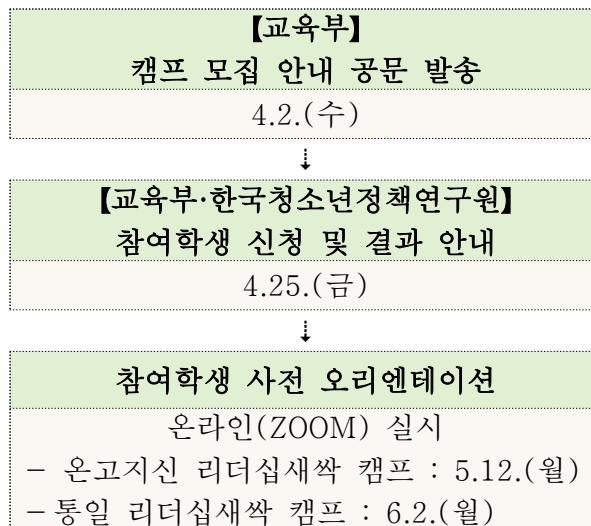 【교육부】
캠프 모집 안내 공문 발송
4.2.(수)
↓
【교육부·한국청소년정책연구원】
참여학생 신청 및 결과 안내
4.25.(금)
↓
참여학생 사전 오리엔테이션
온라인(ZOOM) 실시
- 온고지신 리더십새싹 캠프 : 5.12.(월)
- 통일 리더십새싹 캠프 : 6.2.(월)